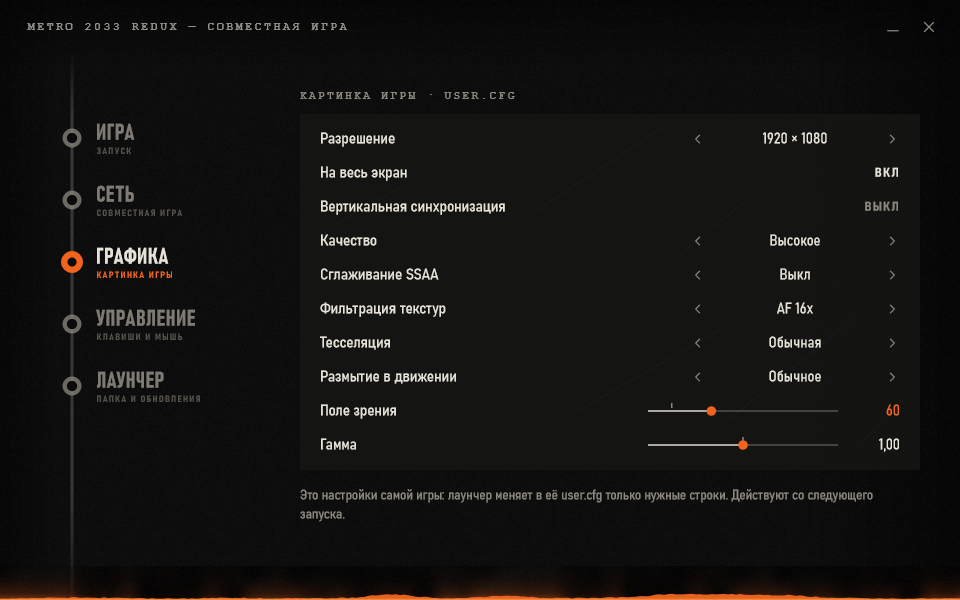 METRO 2033 REDUX — СОВМЕСТНАЯ ИГРА
ИГРА
ЗАПУСК
СЕТЬ
СОВМЕСТНАЯ ИГРА
ГРАФИКА
КАРТИНКА ИГРЫ
УПРАВЛЕНИЕ
КЛАВИШИ И МЫШЬ
ЛАУНЧЕР
ПАПКА И ОБНОВЛЕНИЯ
КАРТИНКА ИГРЫ · USER.CFG
Разрешение < 1920 × 1080 >
На весь экран ВКЛ
Вертикальная синхронизация ВЫКЛ
Качество < Высокое >
Сглаживание SSAA < Выкл >
Фильтрация текстур < AF 16x >
Тесселяция < Обычная >
Размытие в движении < Обычное >
Поле зрения 60
Гамма 1,00
Это настройки самой игры: лаунчер меняет в её user.cfg только нужные строки. Действуют со следующего
запуска.